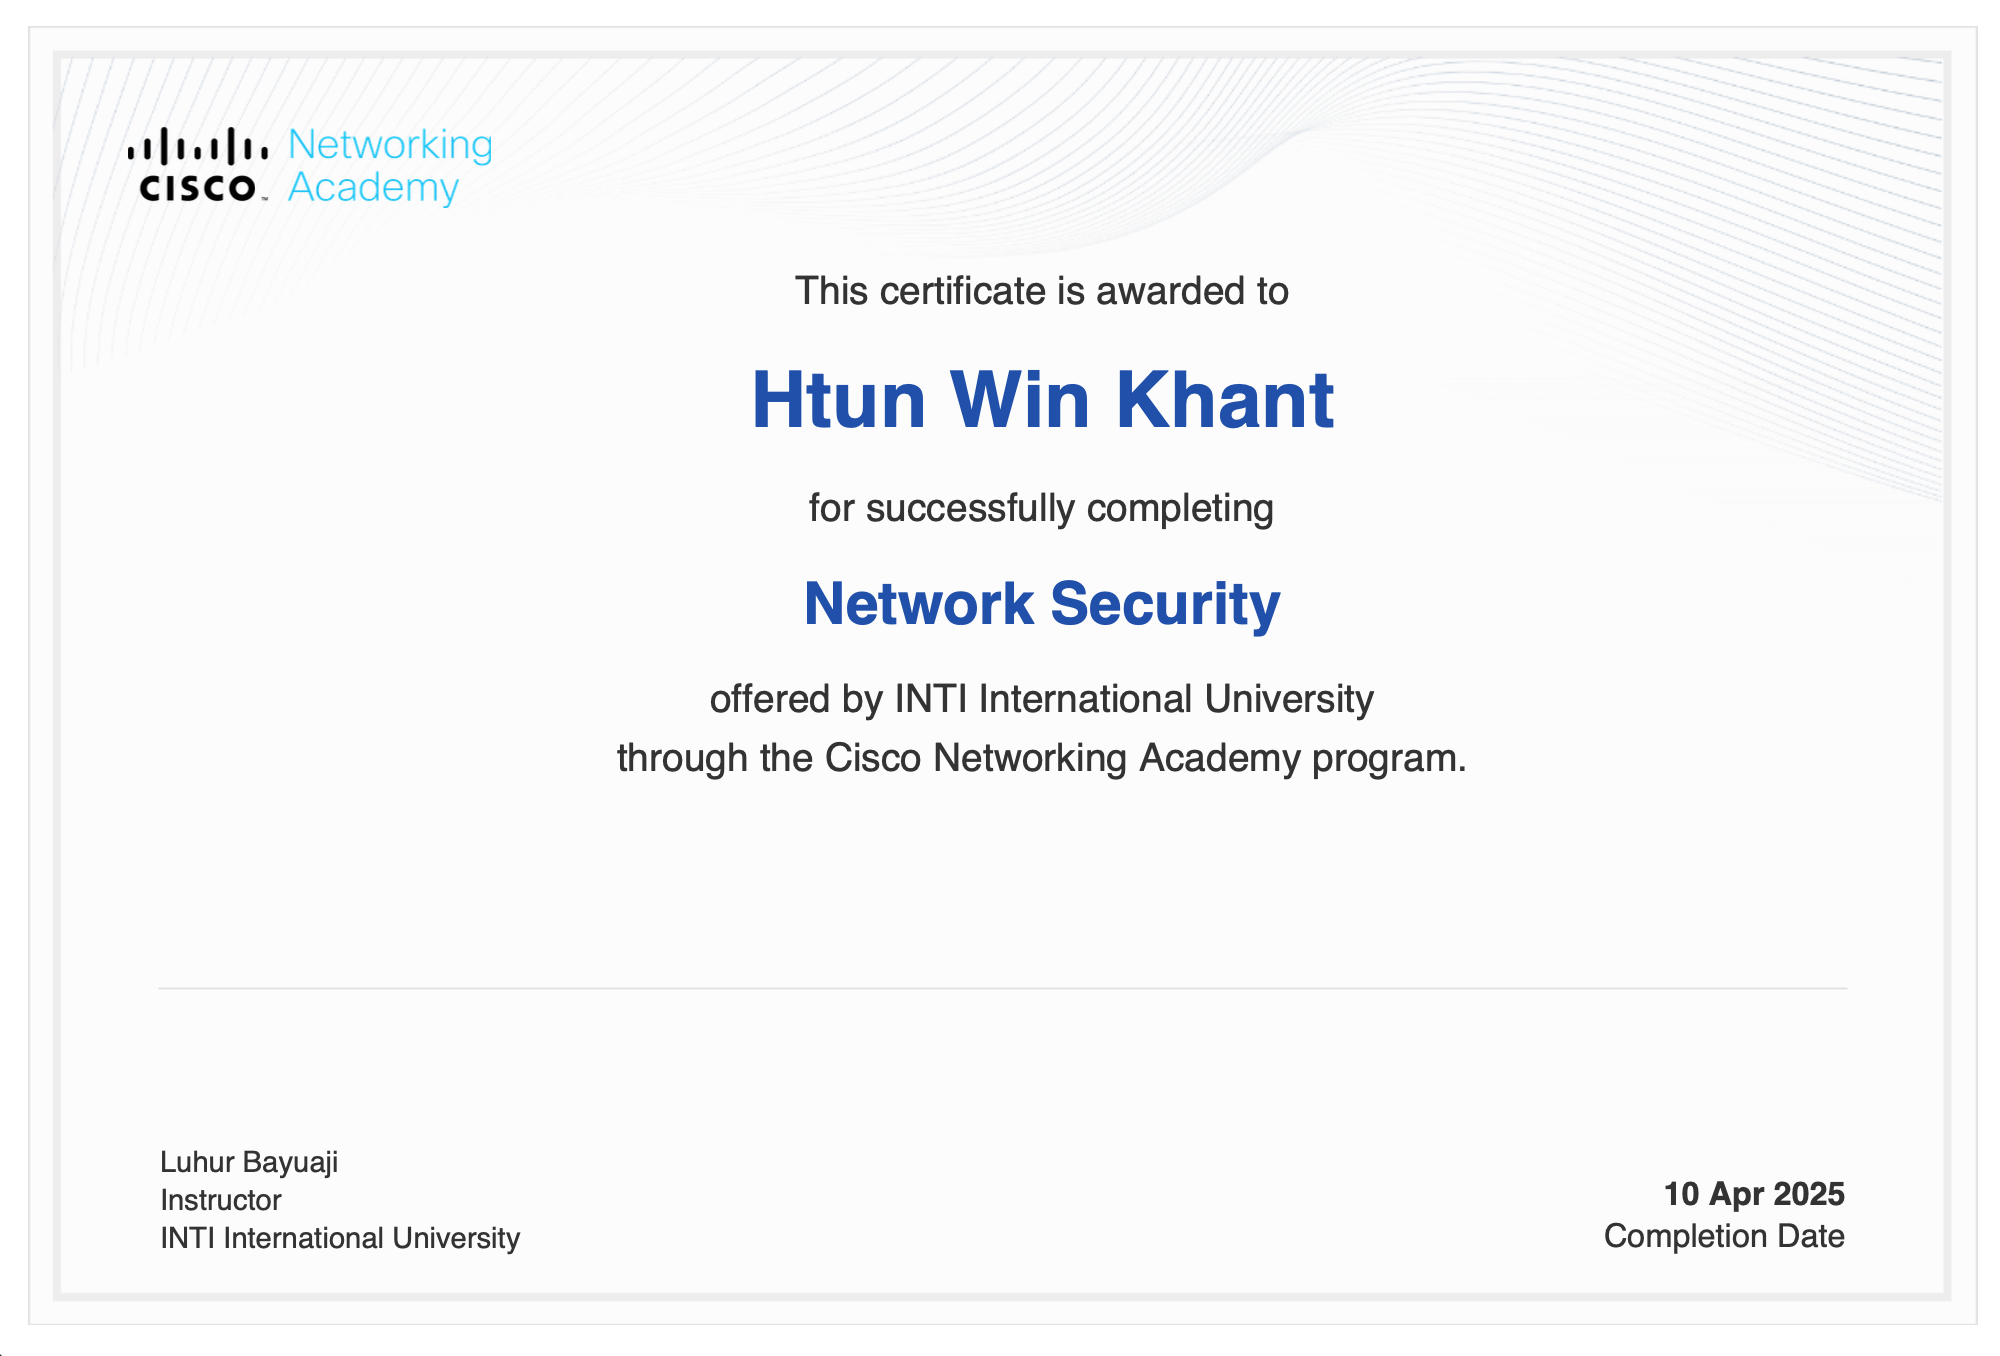 Networking
Academy
CISCO™
This certificate is awarded to
Htun Win Khant
for successfully completing
Network Security
offered by INTI International University
through the Cisco Networking Academy program.
Luhur Bayuaji
Instructor
INTI International University
10 Apr 2025
Completion Date